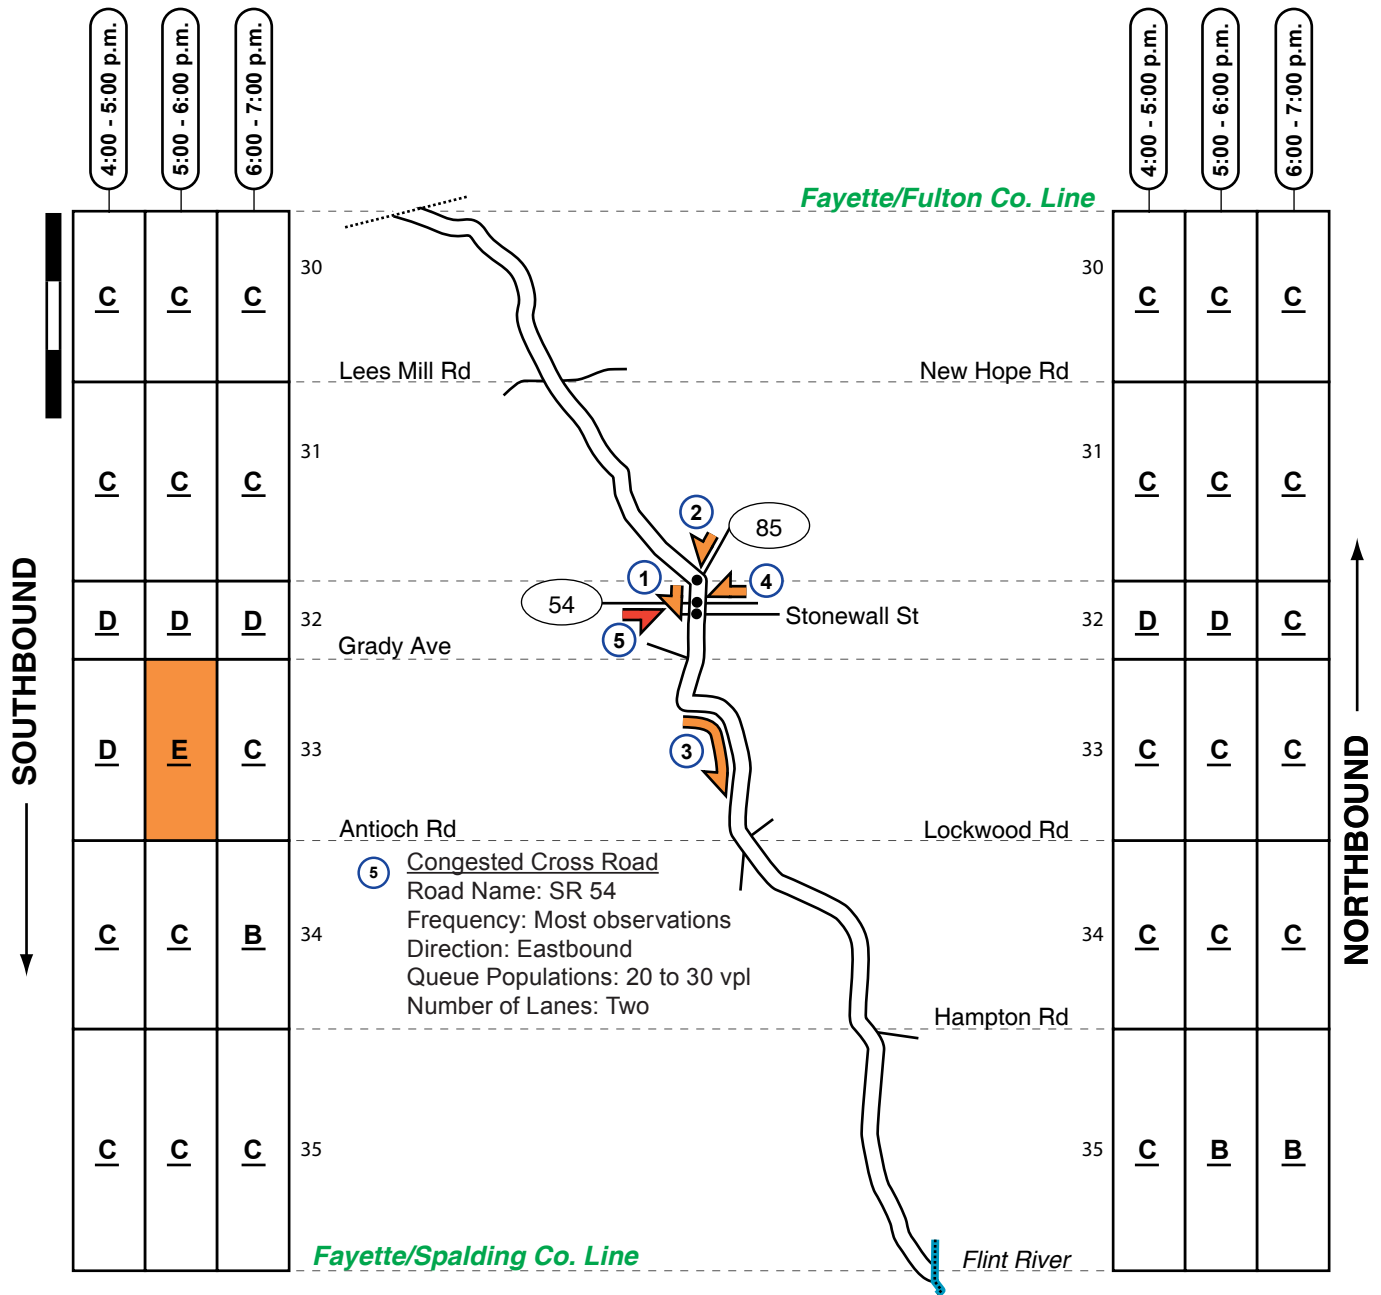 4:00 - 5:00 p.m.
5:00 - 6:00 p.m.
6:00 - 7:00 p.m.
4:00 - 5:00 p.m.
5:00 - 6:00 p.m.
6:00 - 7:00 p.m.
Fayette/Fulton Co. Line
C C C 30 30 C C C
Lees Mill Rd New Hope Rd
C C C 31 31 C C C
2 85
1 4
54 Stonewall St
D D D 32 32 D D C
5
Grady Ave
SOUTHBOUND
D E C 33 3 33 C C C
NORTHBOUND
Antioch Rd Lockwood Rd
5 Congested Cross Road
Road Name: SR 54
Frequency: Most observations
C C B 34 34 C C C
Direction: Eastbound
Queue Populations: 20 to 30 vpl
Number of Lanes: Two
Hampton Rd
C C C 35 35 C B B
Fayette/Spalding Co. Line Flint River